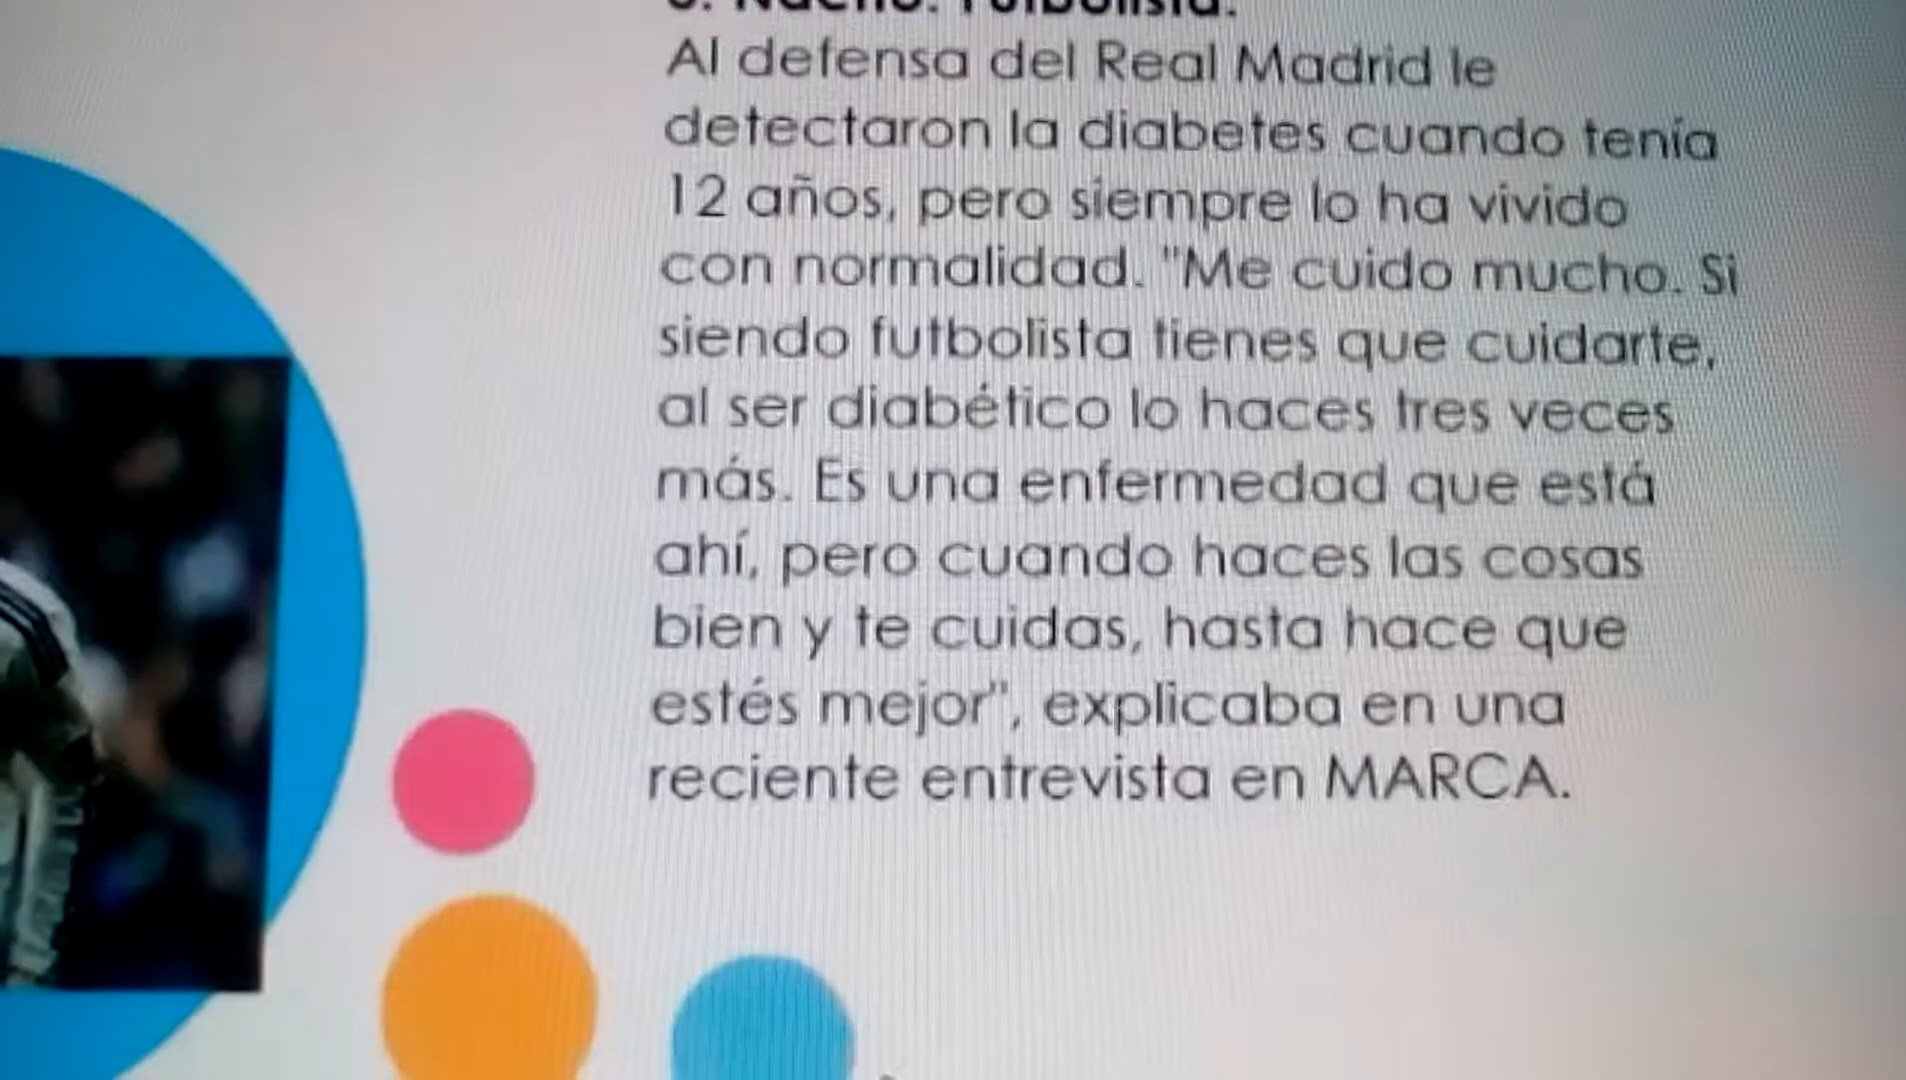 Nacho. Futbolista.
Al defensa del Real Madrid le
detectaron la diabetes cuando tenía
12 años, pero siempre lo ha vivido
con normalidad. "Me cuido mucho. Si
siendo futbolista tienes que cuidarte,
al ser diabético lo haces tres veces
más. Es una enfermedad que está
ahí, pero cuando haces las cosas
bien y te cuidas, hasta hace que
estés mejor", explicaba en una
reciente entrevista en MARCA.